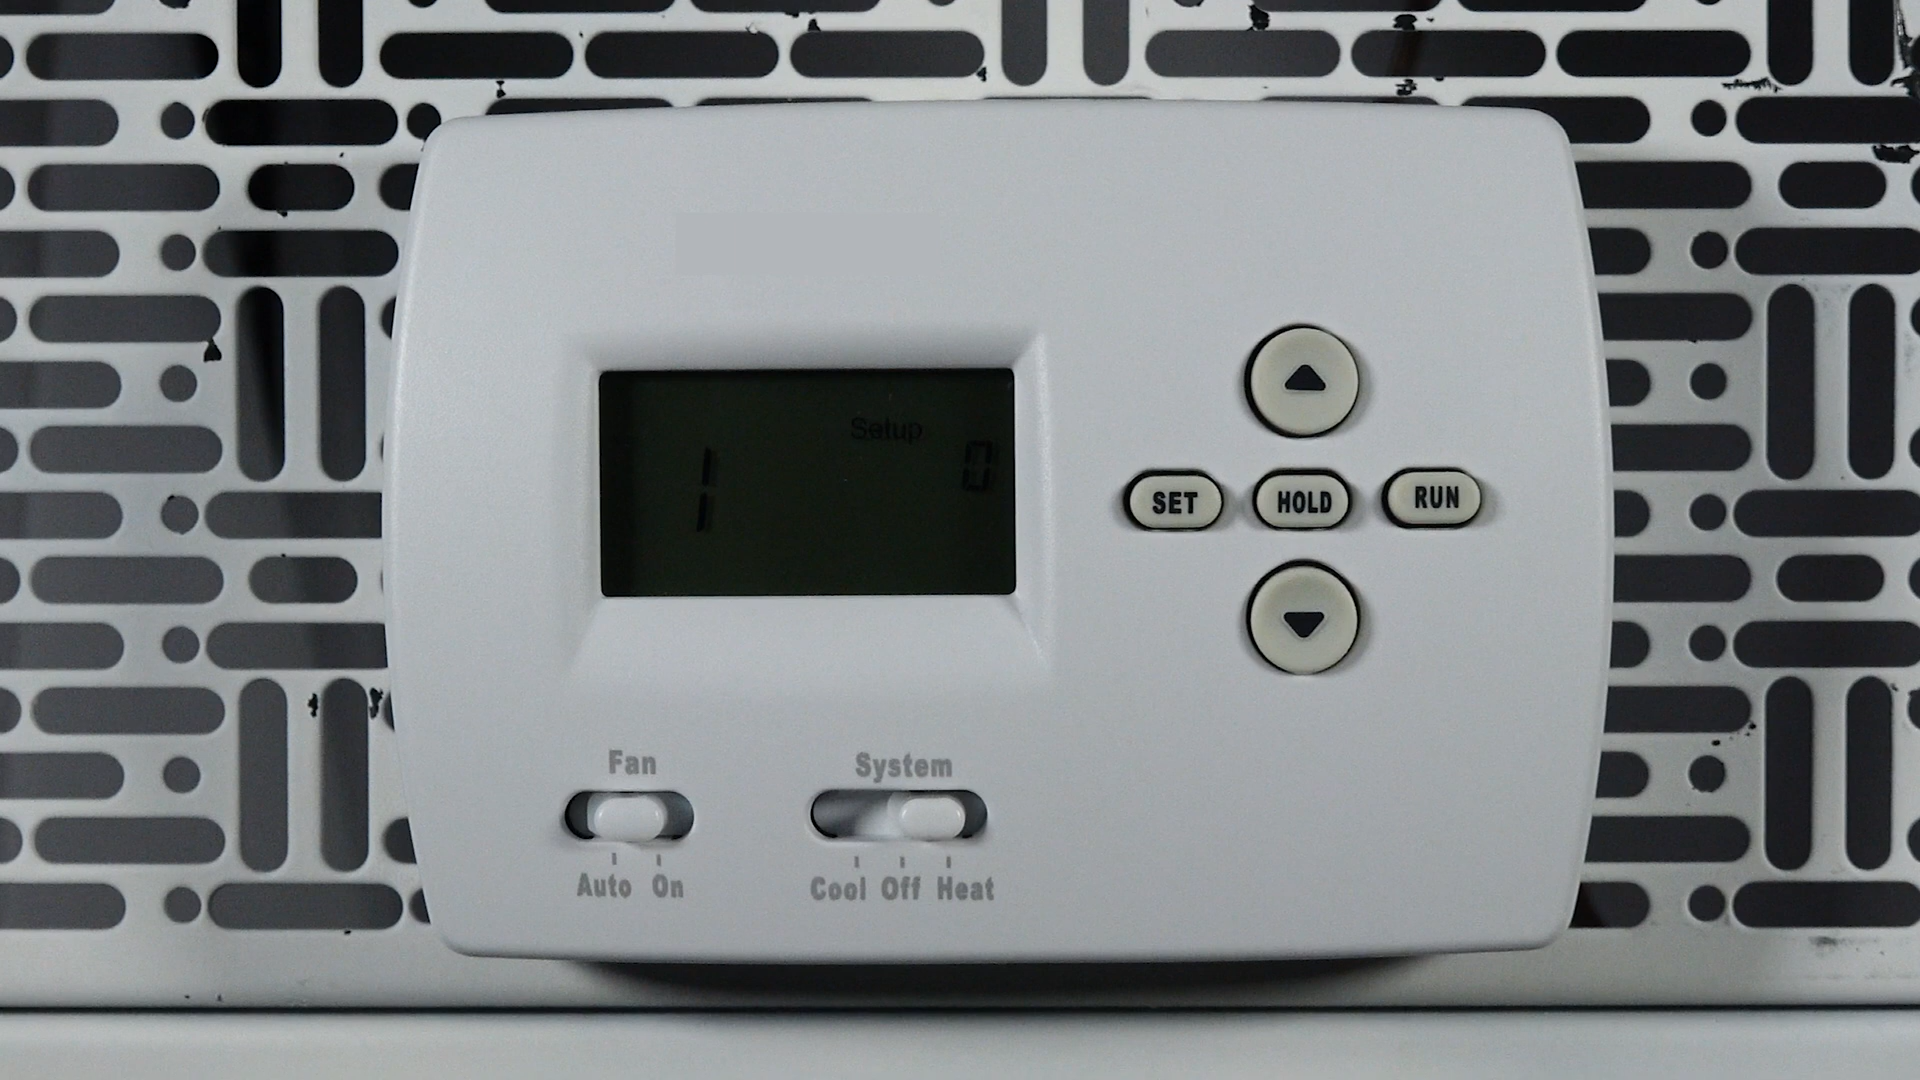 Setup
1 0
SET HOLD RUN
Fan System
Auto On Cool Off Heat